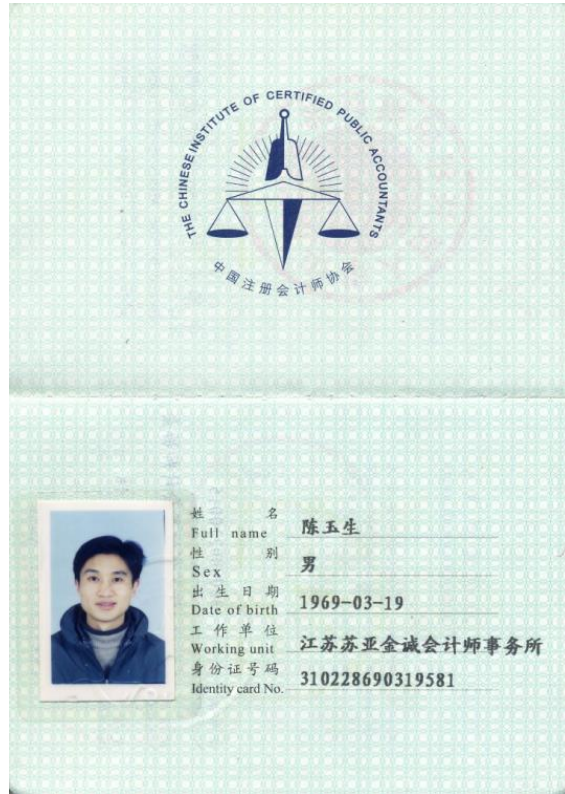 THE CHINESE INSTITUTE OF CERTIFIED PUBLIC ACCOUNTANTS
中国注册会计师协会
姓 名 陈玉生
Full name
性 别 男
Sex
出生日期 1969-03-19
Date of birth
工作单位 江苏苏亚金诚会计师事务所
Working unit
身份证号码 310228690319581
Identity card No.